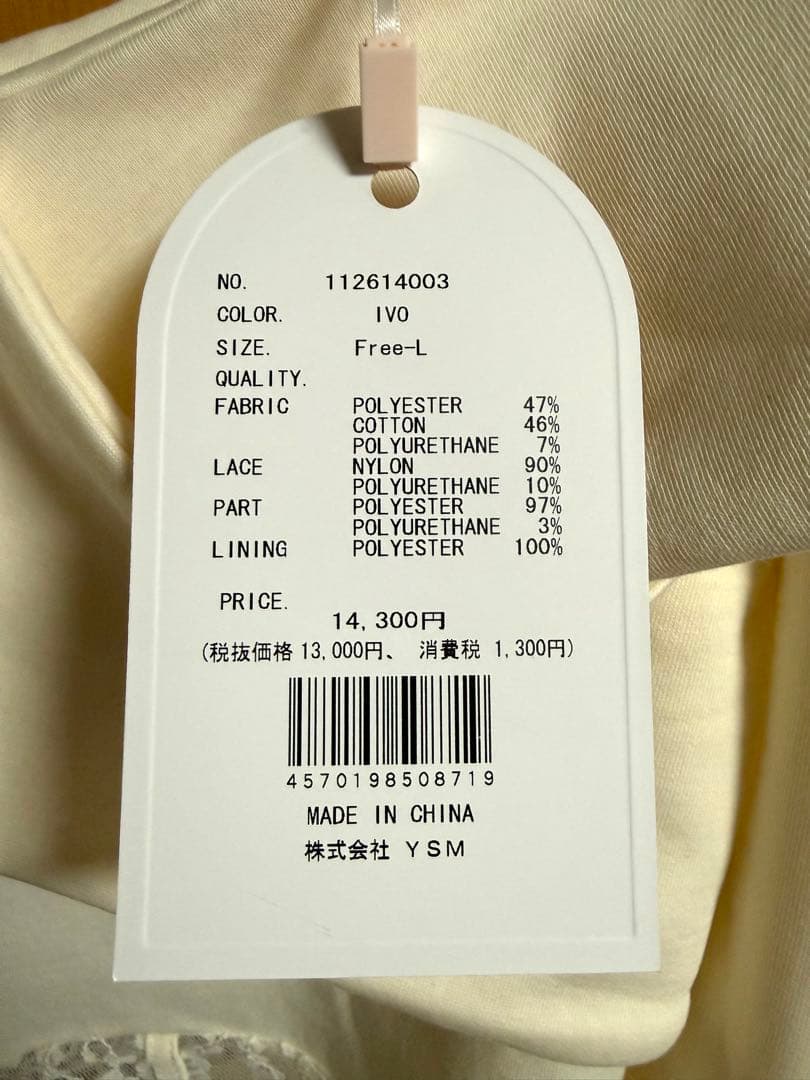 NO. 112614003
COLOR. IVO
SIZE. Free-L
QUALITY.
FABRIC POLYESTER 47%
COTTON 46%
POLYURETHANE 7%
LACE NYLON 90%
POLYURETHANE 10%
PART POLYESTER 97%
POLYURETHANE 3%
LINING POLYESTER 100%
PRICE.
14,300円
(税抜価格 13,000円、 消費税 1,300円)
4570198508719
MADE IN CHINA
株式会社 YSM